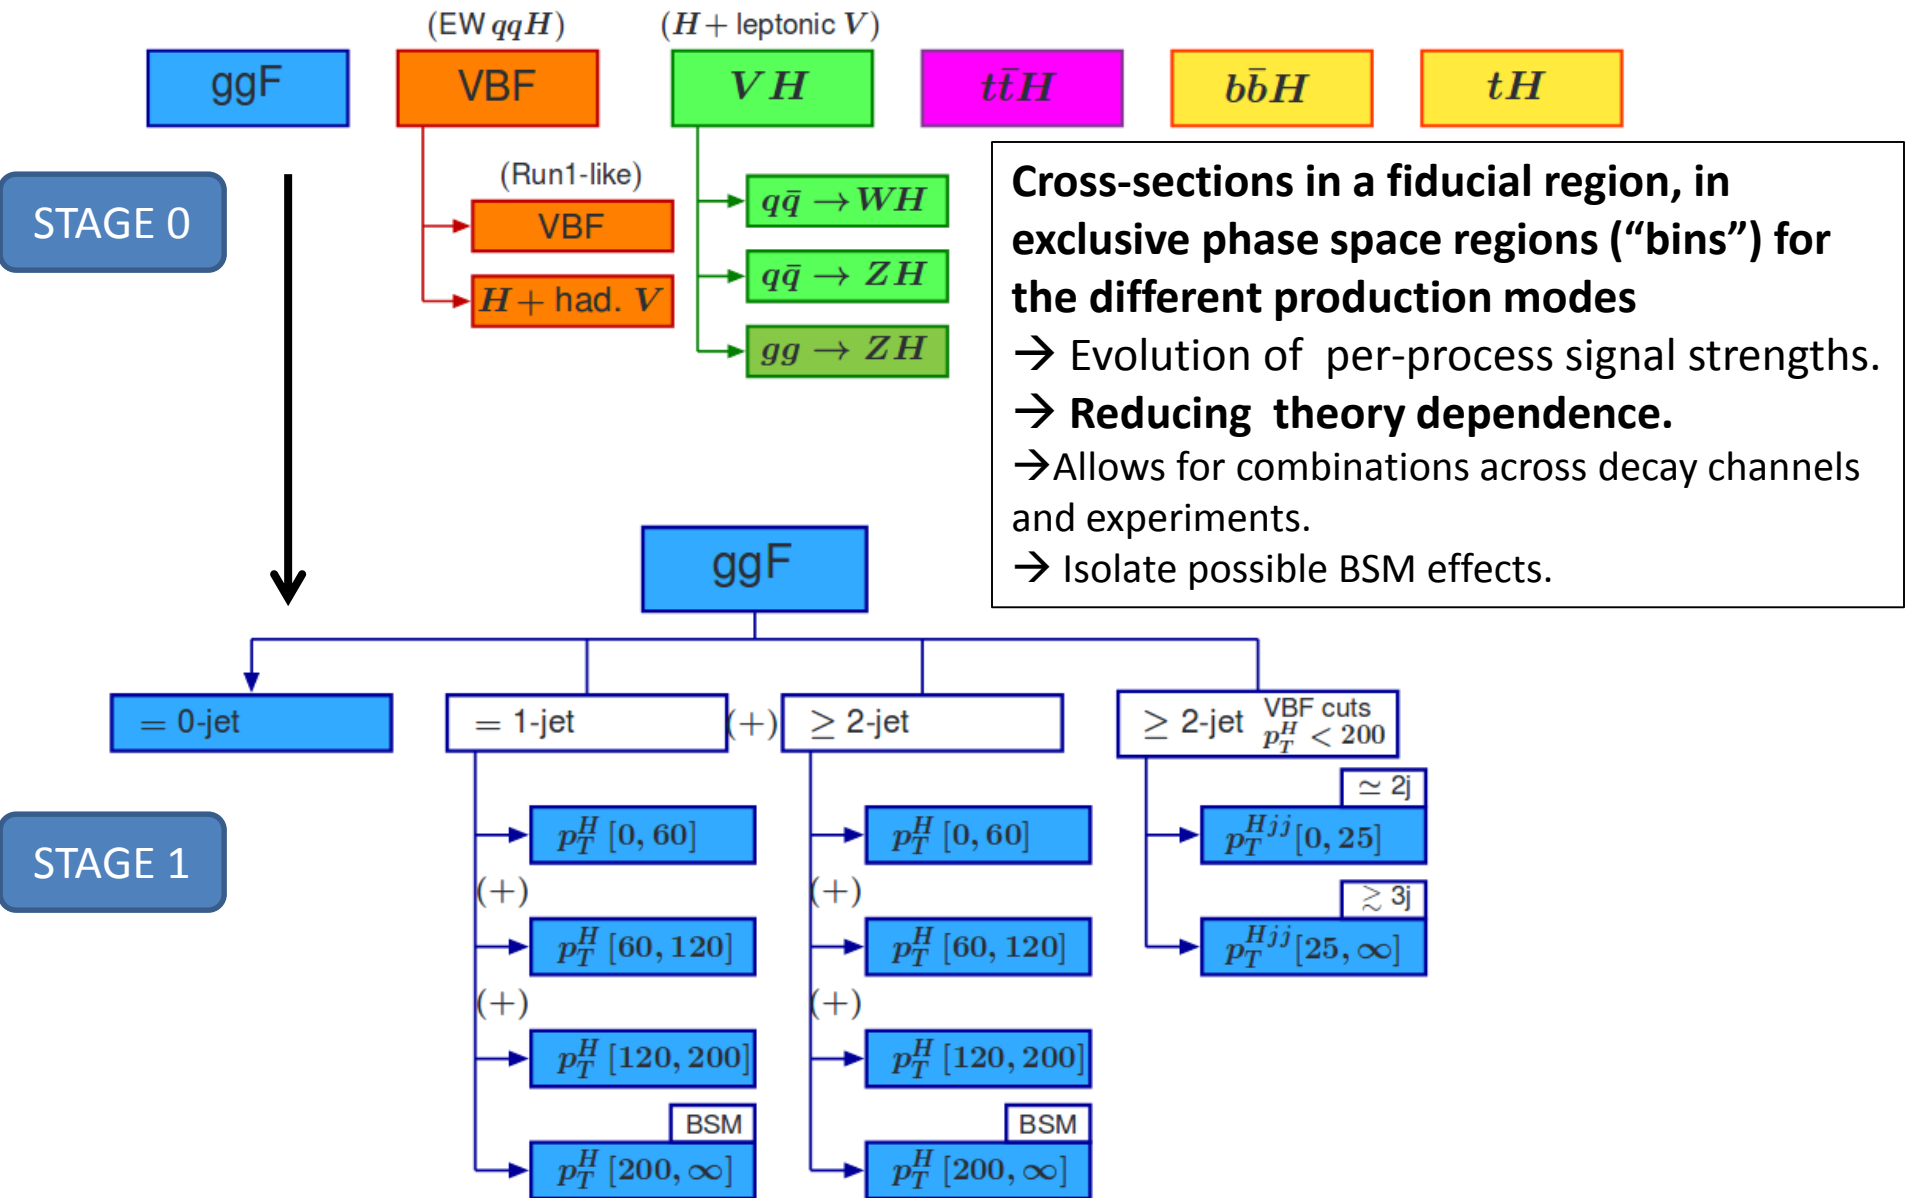 (EW qqH) (H + leptonic V)
ggF VBF VH tt̄H bb̄H tH
STAGE 0
(Run1-like)
VBF
H + had. V
qq̄ → WH
qq̄ → ZH
gg → ZH
Cross-sections in a fiducial region, in
exclusive phase space regions (“bins”) for
the different production modes
→ Evolution of per-process signal strengths.
→ Reducing theory dependence.
→Allows for combinations across decay channels
and experiments.
→ Isolate possible BSM effects.
ggF
= 0-jet = 1-jet (+) ≥ 2-jet ≥ 2-jet VBF cuts
p_T^H < 200
STAGE 1
p_T^H [0, 60]
(+)
p_T^H [60, 120]
(+)
p_T^H [120, 200]
BSM
p_T^H [200, ∞]
p_T^H [0, 60]
(+)
p_T^H [60, 120]
(+)
p_T^H [120, 200]
BSM
p_T^H [200, ∞]
≃ 2j
p_T^{Hjj} [0, 25]
≳ 3j
p_T^{Hjj} [25, ∞]